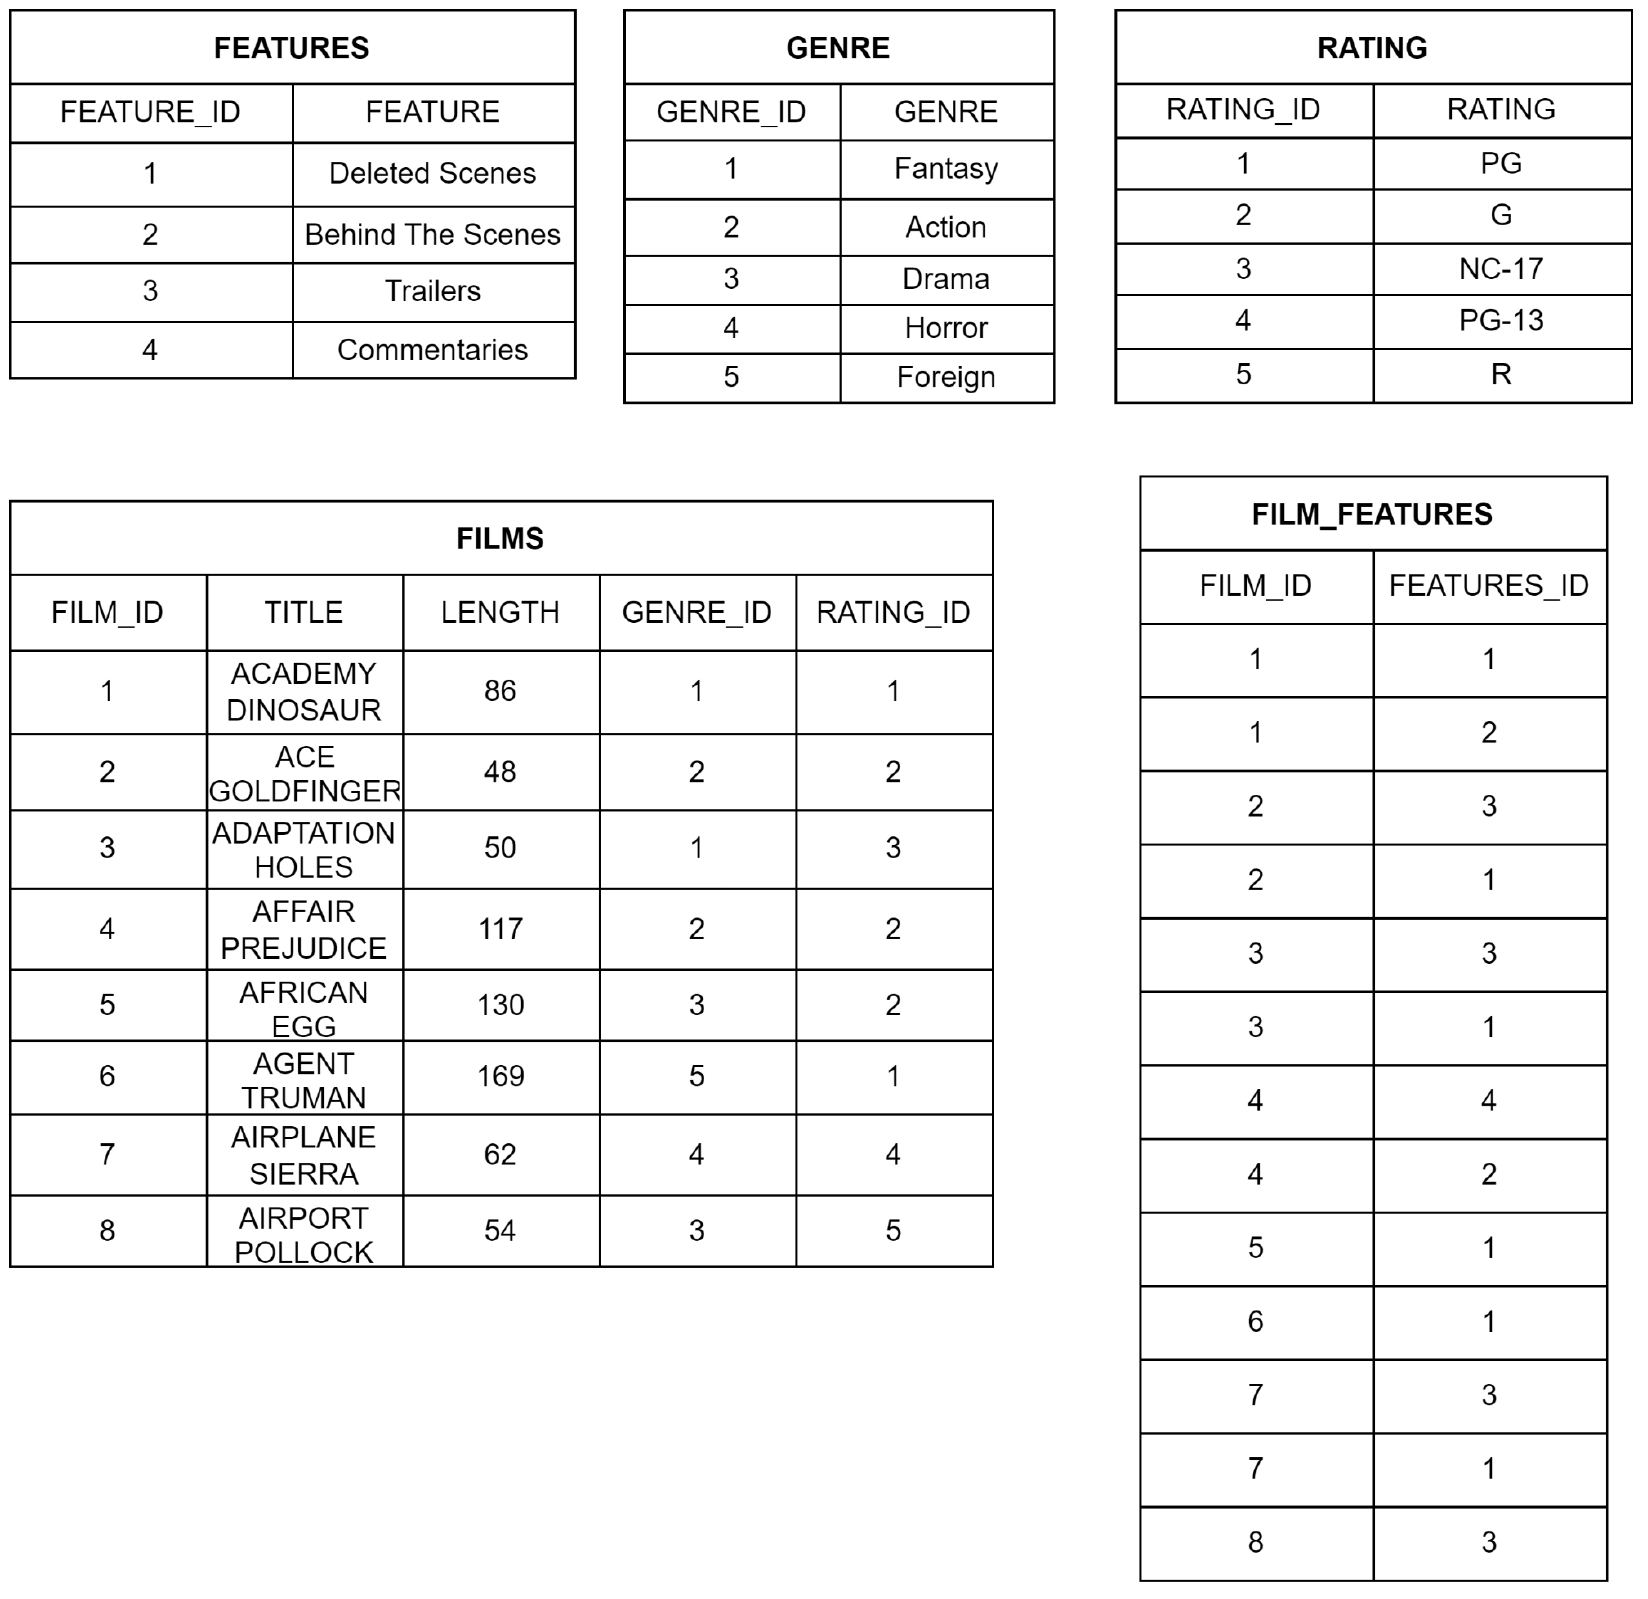 FEATURES
FEATURE_ID FEATURE
1 Deleted Scenes
2 Behind The Scenes
3 Trailers
4 Commentaries
GENRE
GENRE_ID GENRE
1 Fantasy
2 Action
3 Drama
4 Horror
5 Foreign
RATING
RATING_ID RATING
1 PG
2 G
3 NC-17
4 PG-13
5 R
FILMS
FILM_ID TITLE LENGTH GENRE_ID RATING_ID
1 ACADEMY DINOSAUR 86 1 1
2 ACE GOLDFINGER 48 2 2
3 ADAPTATION HOLES 50 1 3
4 AFFAIR PREJUDICE 117 2 2
5 AFRICAN EGG 130 3 2
6 AGENT TRUMAN 169 5 1
7 AIRPLANE SIERRA 62 4 4
8 AIRPORT POLLOCK 54 3 5
FILM_FEATURES
FILM_ID FEATURES_ID
1 1
1 2
2 3
2 1
3 3
3 1
4 4
4 2
5 1
6 1
7 3
7 1
8 3